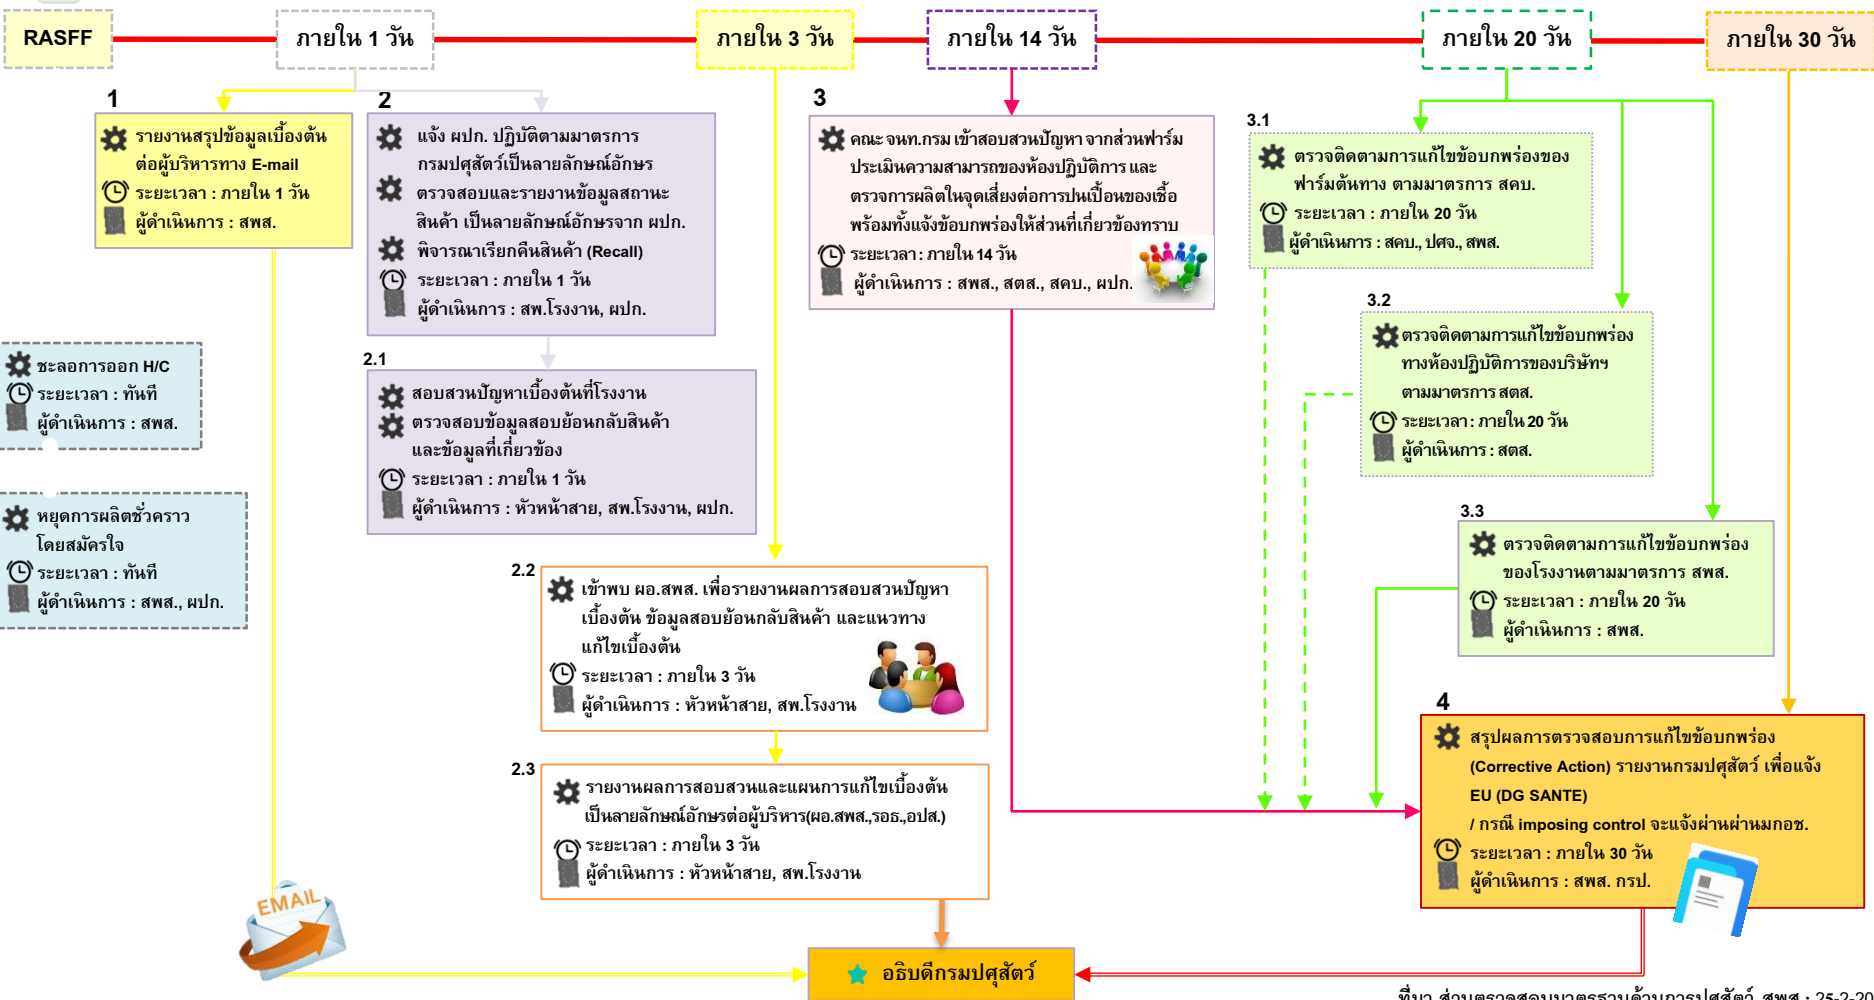 RASFF
ภายใน 1 วัน
ภายใน 3 วัน
ภายใน 14 วัน
ภายใน 20 วัน
ภายใน 30 วัน
1
รายงานสรุปข้อมูลเบื้องต้น
ต่อผู้บริหารทาง E-mail
ระยะเวลา : ภายใน 1 วัน
ผู้ดำเนินการ : สพส.
2
แจ้ง ผปก. ปฏิบัติตามมาตรการ
กรมปศุสัตว์เป็นลายลักษณ์อักษร
ตรวจสอบและรายงานข้อมูลสถานะ
สินค้า เป็นลายลักษณ์อักษรจาก ผปก.
พิจารณาเรียกคืนสินค้า (Recall)
ระยะเวลา : ภายใน 1 วัน
ผู้ดำเนินการ : สพ.โรงงาน, ผปก.
ชะลอการออก H/C
ระยะเวลา : ทันที
ผู้ดำเนินการ : สพส.
หยุดการผลิตชั่วคราว
โดยสมัครใจ
ระยะเวลา : ทันที
ผู้ดำเนินการ : สพส., ผปก.
2.1
สอบสวนปัญหาเบื้องต้นที่โรงงาน
ตรวจสอบข้อมูลสอบย้อนกลับสินค้า
และข้อมูลที่เกี่ยวข้อง
ระยะเวลา : ภายใน 1 วัน
ผู้ดำเนินการ : หัวหน้าสาย, สพ.โรงงาน, ผปก.
2.2
เข้าพบ ผอ.สพส. เพื่อรายงานผลการสอบสวนปัญหา
เบื้องต้น ข้อมูลสอบย้อนกลับสินค้า และแนวทาง
แก้ไขเบื้องต้น
ระยะเวลา : ภายใน 3 วัน
ผู้ดำเนินการ : หัวหน้าสาย, สพ.โรงงาน
2.3
รายงานผลการสอบสวนและแผนการแก้ไขเบื้องต้น
เป็นลายลักษณ์อักษรต่อผู้บริหาร(ผอ.สพส.,รอธ.,อปส.)
ระยะเวลา : ภายใน 3 วัน
ผู้ดำเนินการ : หัวหน้าสาย, สพ.โรงงาน
3
คณะ จนท.กรม เข้าสอบสวนปัญหา จากส่วนฟาร์ม
ประเมินความสามารถของห้องปฏิบัติการ และ
ตรวจการผลิตในจุดเสี่ยงต่อการปนเปื้อนของเชื้อ
พร้อมทั้งแจ้งข้อบกพร่องให้ส่วนที่เกี่ยวข้องทราบ
ระยะเวลา : ภายใน 14 วัน
ผู้ดำเนินการ : สพส., สตส., สคบ., ผปก.
3.1
ตรวจติดตามการแก้ไขข้อบกพร่องของ
ฟาร์มต้นทาง ตามมาตรการ สคบ.
ระยะเวลา : ภายใน 20 วัน
ผู้ดำเนินการ : สคบ., ปศจ., สพส.
3.2
ตรวจติดตามการแก้ไขข้อบกพร่อง
ทางห้องปฏิบัติการของบริษัทฯ
ตามมาตรการ สตส.
ระยะเวลา : ภายใน 20 วัน
ผู้ดำเนินการ : สตส.
3.3
ตรวจติดตามการแก้ไขข้อบกพร่อง
ของโรงงานตามมาตรการ สพส.
ระยะเวลา : ภายใน 20 วัน
ผู้ดำเนินการ : สพส.
4
สรุปผลการตรวจสอบการแก้ไขข้อบกพร่อง
(Corrective Action) รายงานกรมปศุสัตว์ เพื่อแจ้ง
EU (DG SANTE)
/ กรณี imposing control จะแจ้งผ่านผ่านมกอช.
ระยะเวลา : ภายใน 30 วัน
ผู้ดำเนินการ : สพส. กรป.
EMAIL
อธิบดีกรมปศุสัตว์
ที่มา ส่วนตรวจสอบมาตรฐานด้านการปศุสัตว์ สพส : 25-2-20